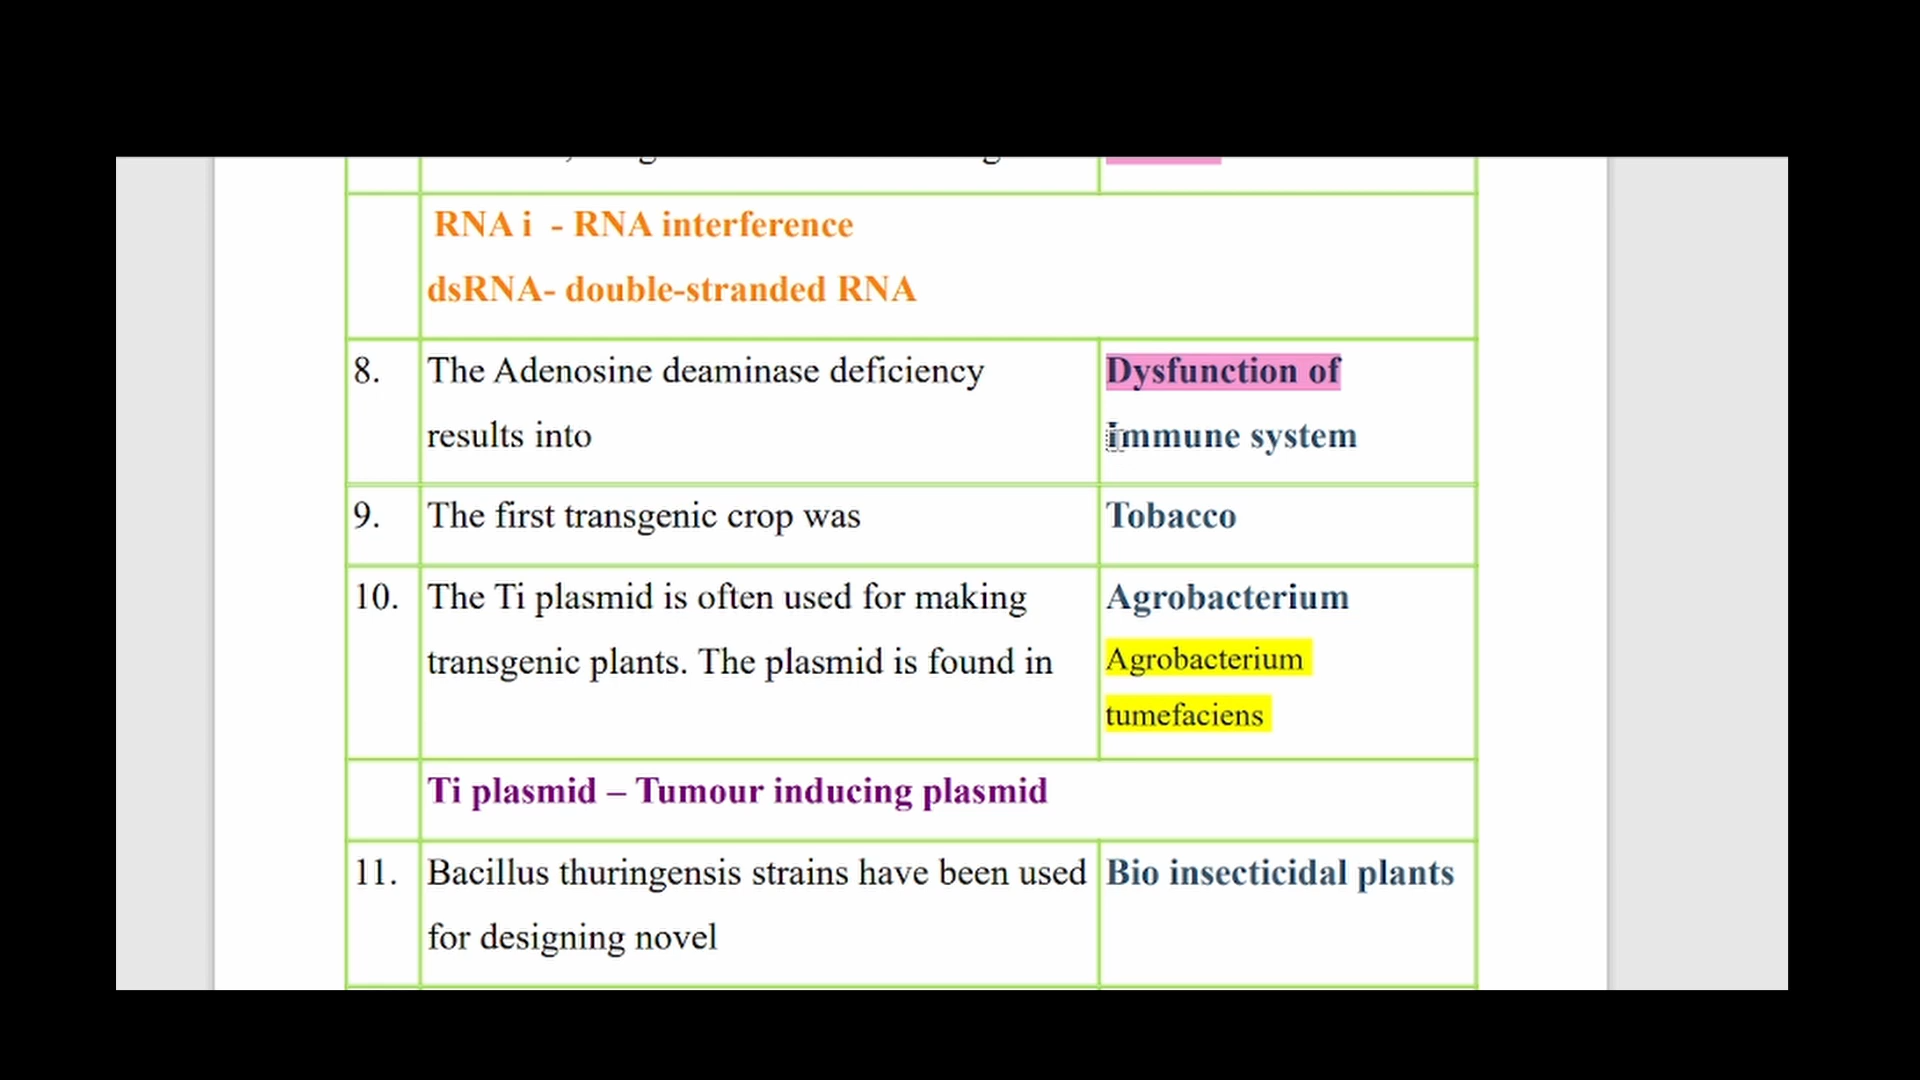 RNA i - RNA interference
dsRNA- double-stranded RNA
8. The Adenosine deaminase deficiency
results into
Dysfunction of
immune system
9. The first transgenic crop was
Tobacco
10. The Ti plasmid is often used for making
transgenic plants. The plasmid is found in
Agrobacterium
Agrobacterium
tumefaciens
Ti plasmid – Tumour inducing plasmid
11. Bacillus thuringensis strains have been used
for designing novel
Bio insecticidal plants